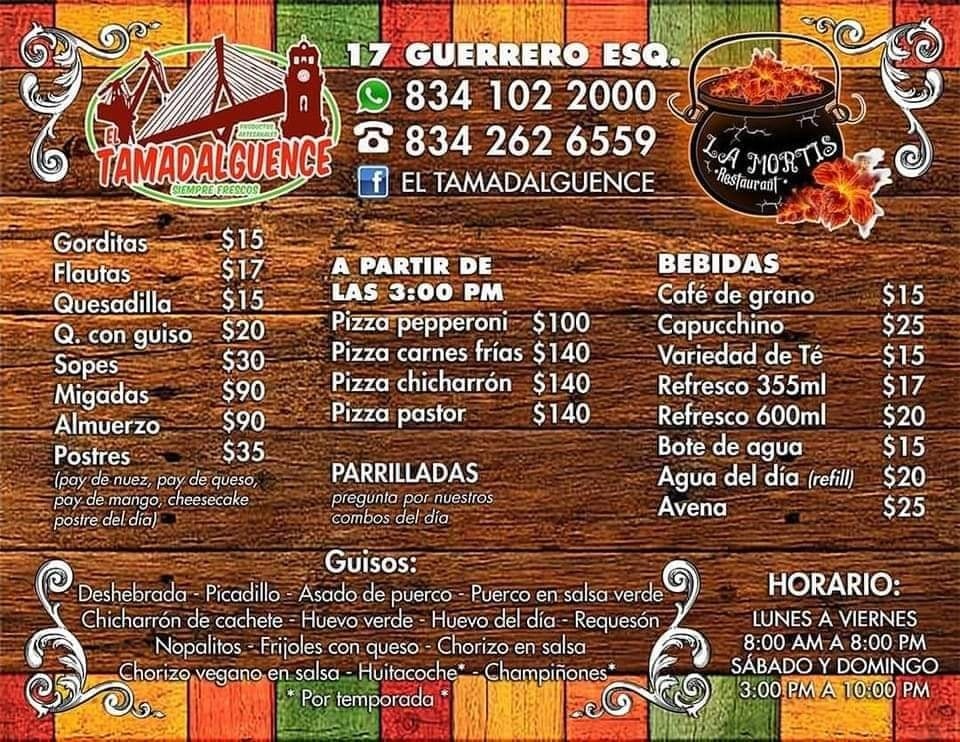 EL
TAMADALGUENCE
PRODUCTOS
ARTESANALES
SIEMPRE FRESCOS
17 GUERRERO ESQ.
834 102 2000
834 262 6559
f EL TAMADALGUENCE
LA MORTIS
•Restaurant•
Gorditas $15
Flautas $17
Quesadilla $15
Q. con guiso $20
Sopes $30
Migadas $90
Almuerzo $90
Postres $35
(pay de nuez, pay de queso,
pay de mango, cheesecake
postre del día)
A PARTIR DE
LAS 3:00 PM
Pizza pepperoni $100
Pizza carnes frías $140
Pizza chicharrón $140
Pizza pastor $140
PARRILLADAS
pregunta por nuestros
combos del día
BEBIDAS
Café de grano $15
Capucchino $25
Variedad de Té $15
Refresco 355ml $17
Refresco 600ml $20
Bote de agua $15
Agua del día (refill) $20
Avena $25
Guisos:
Deshebrada - Picadillo - Asado de puerco - Puerco en salsa verde
Chicharrón de cachete - Huevo verde - Huevo del día - Requesón
Nopalitos - Frijoles con queso - Chorizo en salsa
Chorizo vegano en salsa - Huitacoche* - Champiñones*
* Por temporada *
HORARIO:
LUNES A VIERNES
8:00 AM A 8:00 PM
SÁBADO Y DOMINGO
3:00 PM A 10:00 PM